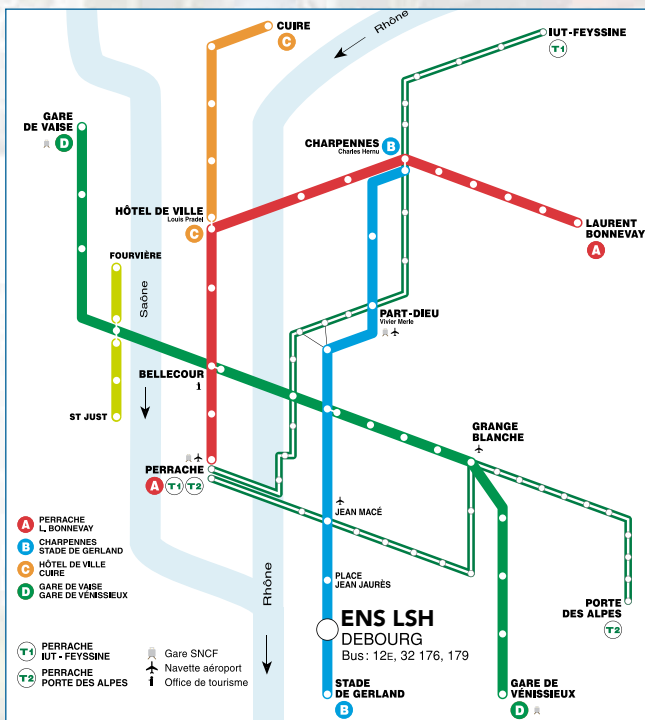 CUIRE
C
Rhône
IUT-FEYSSINE
T1
GARE
DE VAISE
D
CHARPENNES
Charles Hernu
B
HÔTEL DE VILLE
Louis Pradel
C
LAURENT
BONNEVAY
A
FOURVIÈRE
Saône
PART-DIEU
Vivier Merle
BELLECOUR
ST JUST
GRANGE
BLANCHE
PERRACHE
A T1 T2
JEAN MACÉ
A PERRACHE
L. BONNEVAY
B CHARPENNES
STADE DE GERLAND
C HÔTEL DE VILLE
CUIRE
D GARE DE VAISE
GARE DE VÉNISSIEUX
Rhône
PLACE
JEAN JAURÈS
PORTE
DES ALPES
T2
ENS LSH
DEBOURG
Bus : 12E, 32 176, 179
T1 PERRACHE
IUT - FEYSSINE
T2 PERRACHE
PORTE DES ALPES
Gare SNCF
Navette aéroport
Office de tourisme
STADE
DE GERLAND
B
GARE DE
VÉNISSIEUX
D